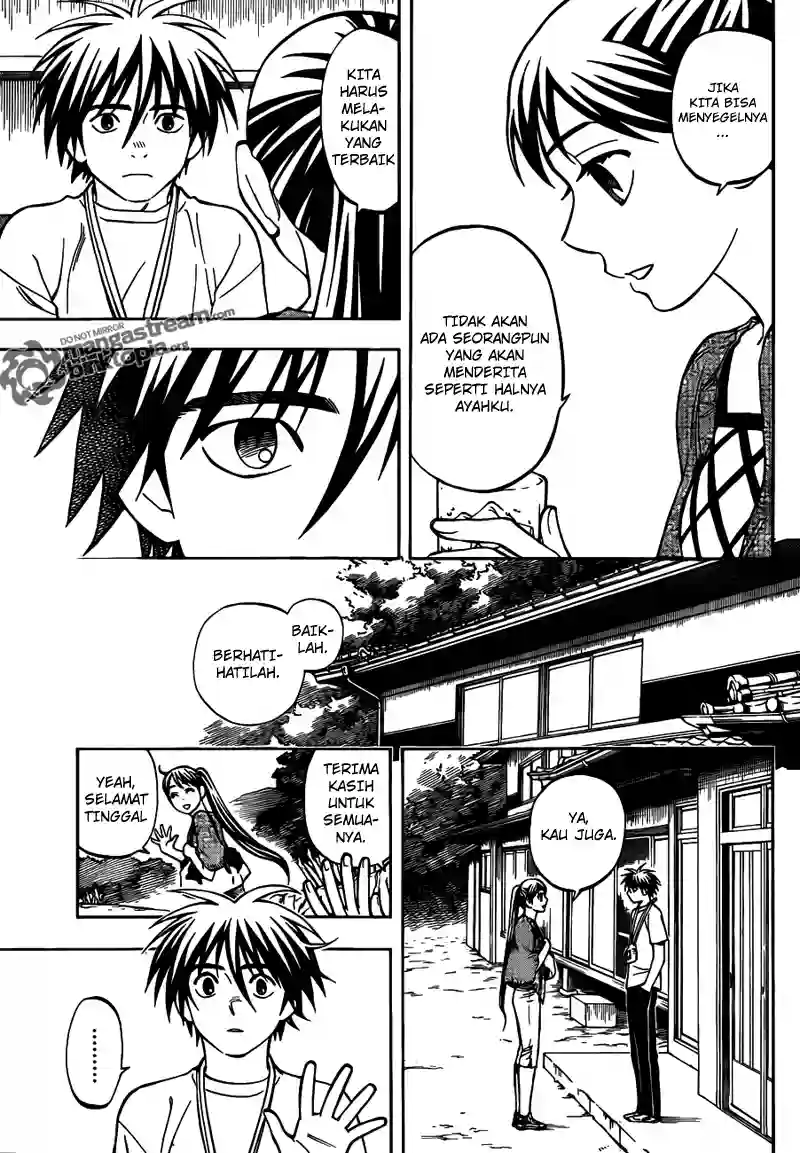 JIKA
KITA BISA
MENYEGELNYA
...
TIDAK AKAN
ADA SEORANGPUN
YANG AKAN
MENDERITA
SEPERTI HALNYA
AYAHKU.
KITA
HARUS
MELA-
KUKAN
YANG
TERBAIK
DO NOT MIRROR
mangastream.com
binktopia.org
BAIK-
LAH.
BERHATI-
HATILAH.
YA,
KAU JUGA.
TERIMA
KASIH
UNTUK
SEMUA-
NYA.
YEAH,
SELAMAT
TINGGAL
........